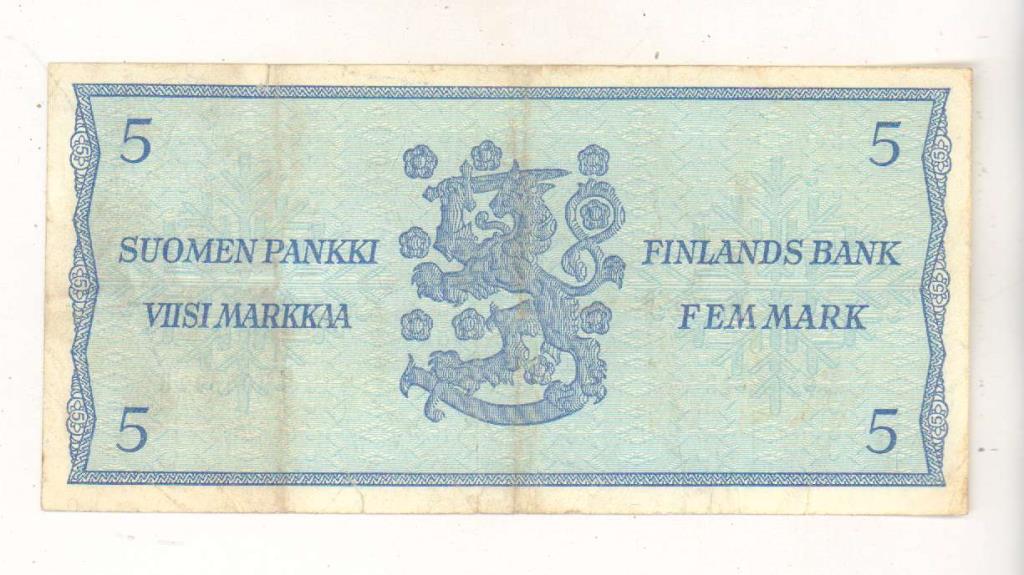 5
5
SUOMEN PANKKI
FINLANDS BANK
VIISI MARKKAA
FEM MARK
5
5